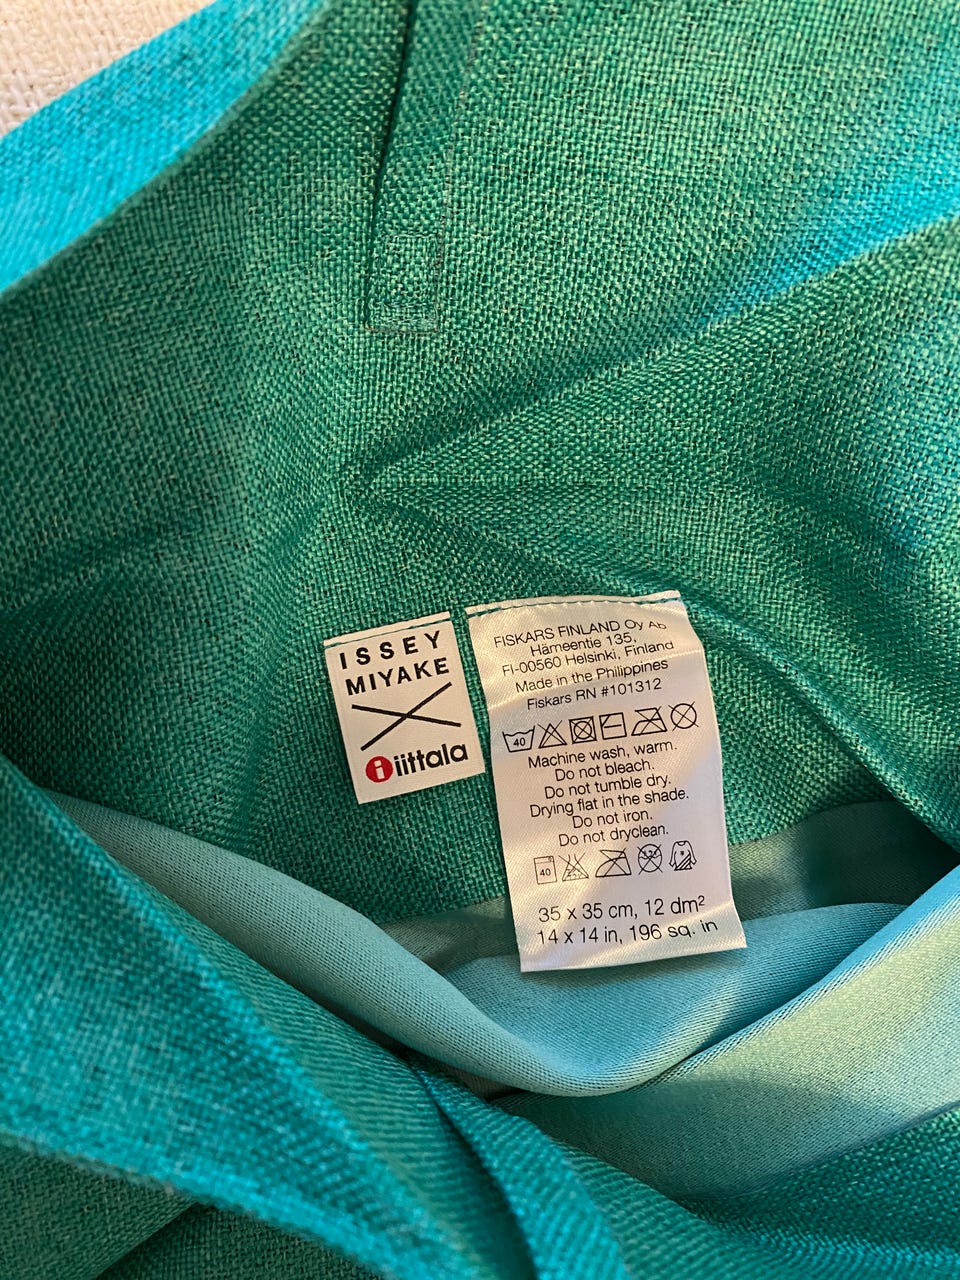 ISSEY
MIYAKE
iittala
FISKARS FINLAND Oy Ab
Hämeentie 135,
FI-00560 Helsinki, Finland
Made in the Philippines
Fiskars RN #101312
40
Machine wash, warm.
Do not bleach.
Do not tumble dry.
Drying flat in the shade.
Do not iron.
Do not dryclean.
40
35 x 35 cm, 12 dm²
14 x 14 in, 196 sq. in